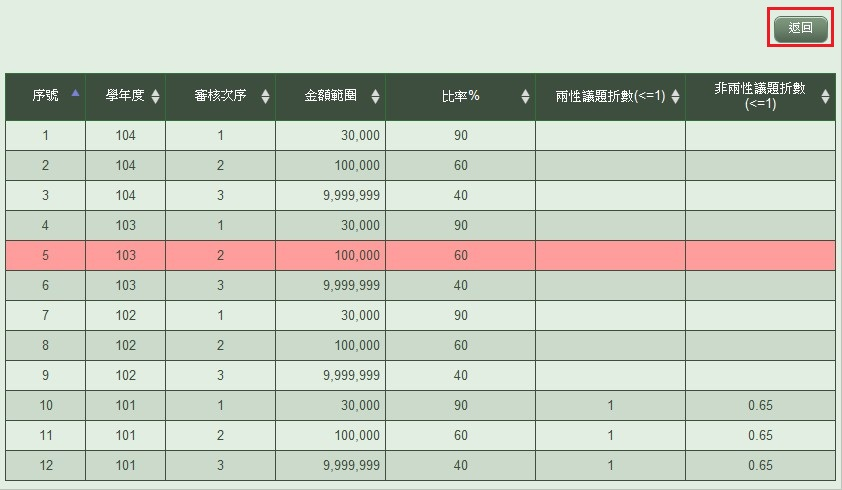 返回
序號 學年度 審核次序 金額範圍 比率% 兩性議題折數(<=1) 非兩性議題折數
(<=1)
1 104 1 30,000 90
2 104 2 100,000 60
3 104 3 9,999,999 40
4 103 1 30,000 90
5 103 2 100,000 60
6 103 3 9,999,999 40
7 102 1 30,000 90
8 102 2 100,000 60
9 102 3 9,999,999 40
10 101 1 30,000 90 1 0.65
11 101 2 100,000 60 1 0.65
12 101 3 9,999,999 40 1 0.65